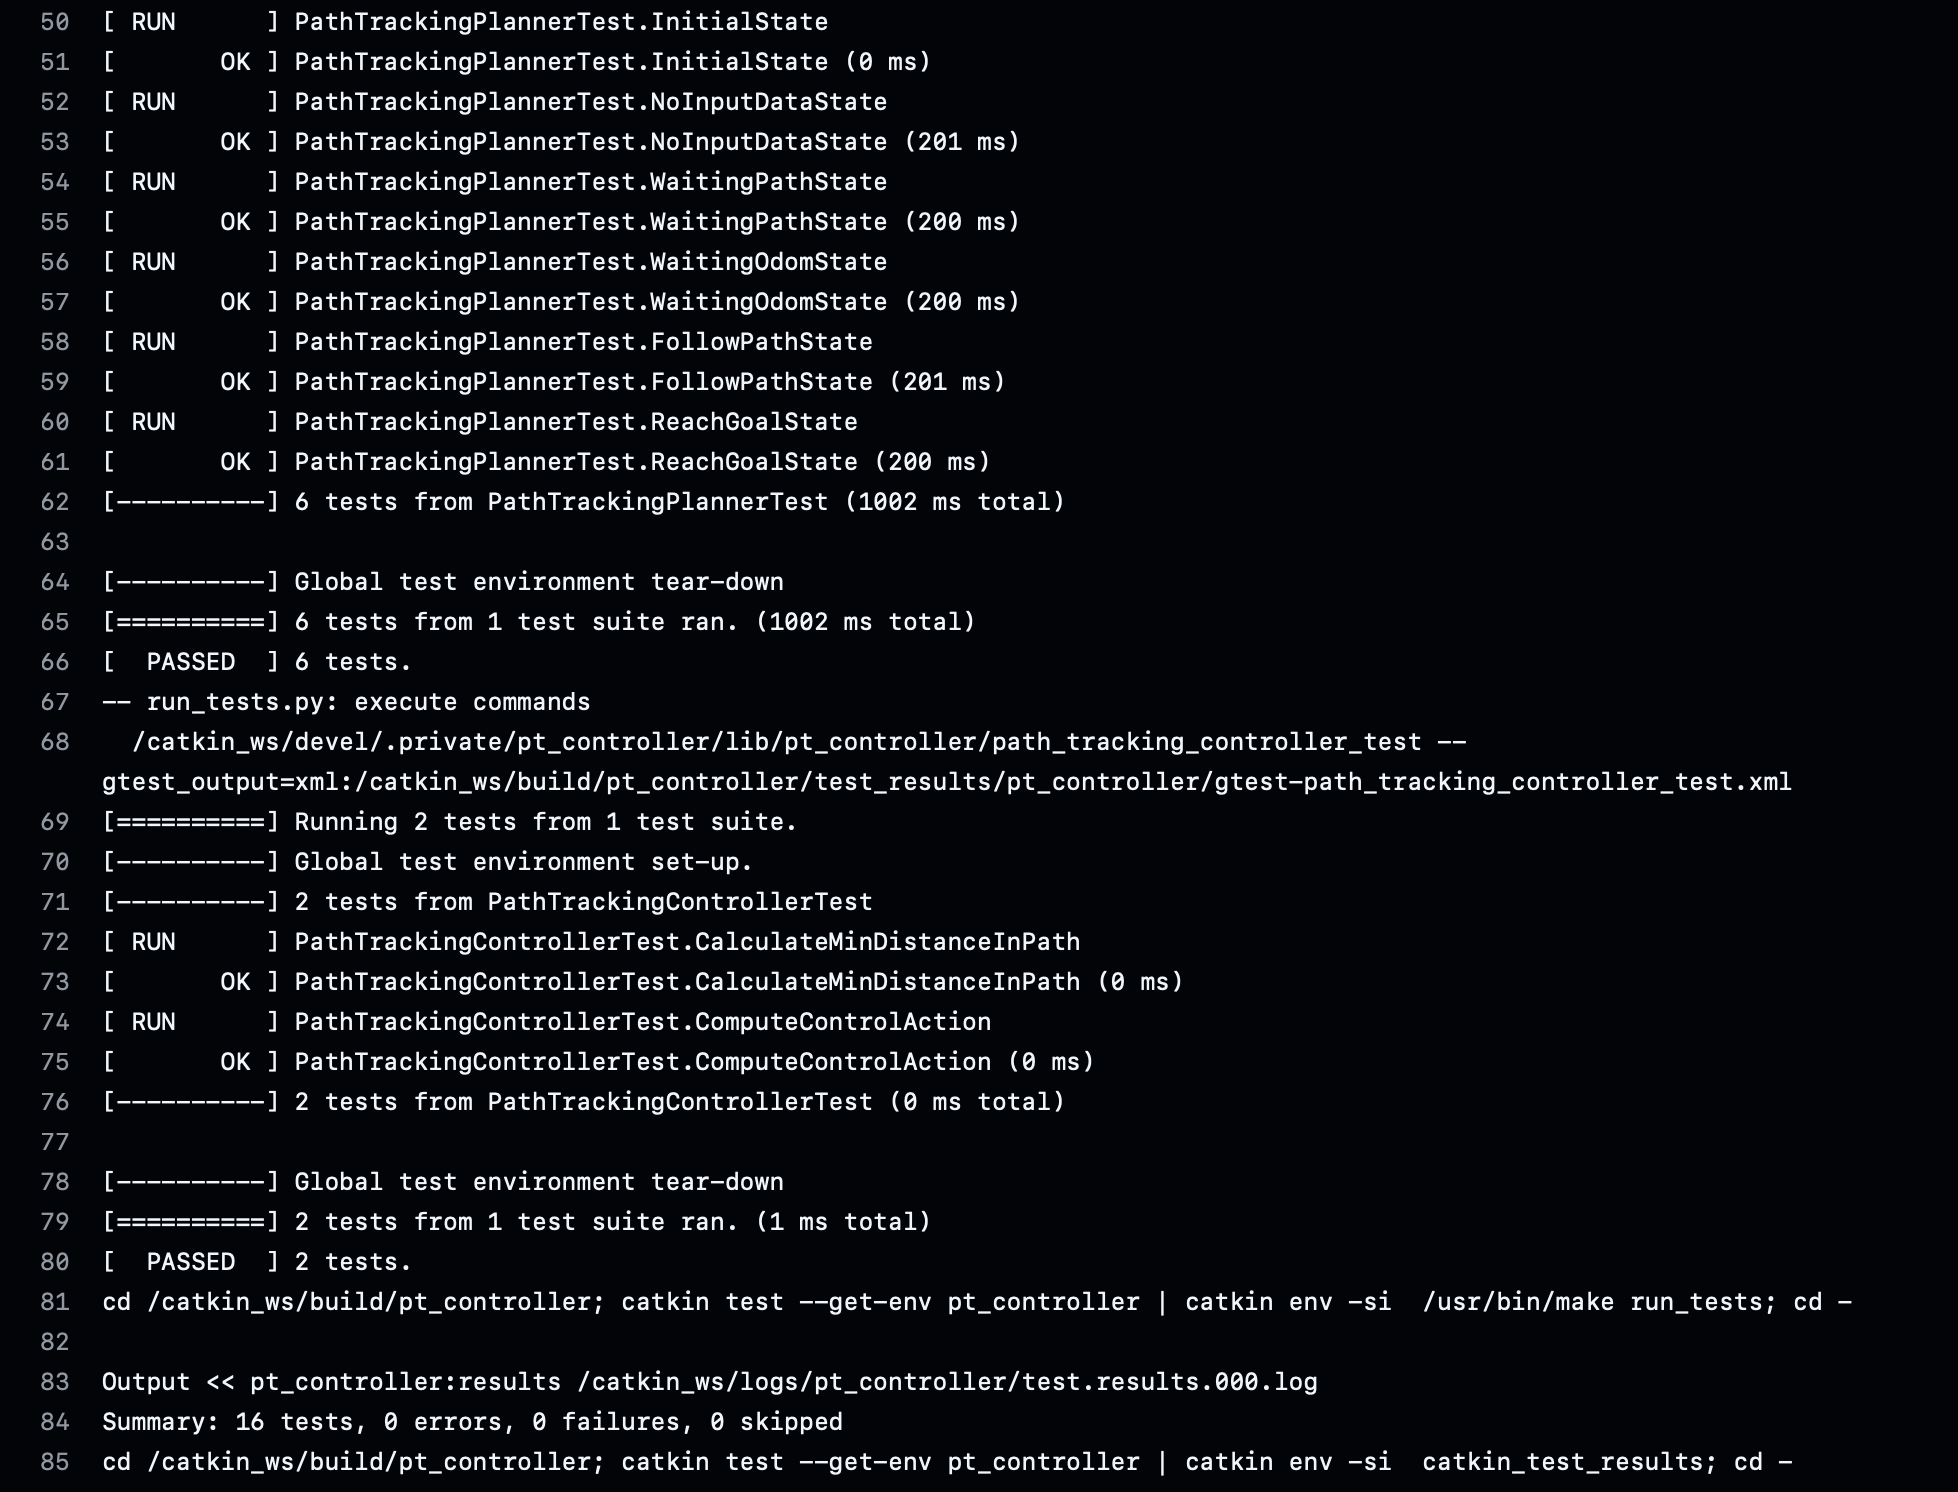 50 [ RUN      ] PathTrackingPlannerTest.InitialState
51 [       OK ] PathTrackingPlannerTest.InitialState (0 ms)
52 [ RUN      ] PathTrackingPlannerTest.NoInputDataState
53 [       OK ] PathTrackingPlannerTest.NoInputDataState (201 ms)
54 [ RUN      ] PathTrackingPlannerTest.WaitingPathState
55 [       OK ] PathTrackingPlannerTest.WaitingPathState (200 ms)
56 [ RUN      ] PathTrackingPlannerTest.WaitingOdomState
57 [       OK ] PathTrackingPlannerTest.WaitingOdomState (200 ms)
58 [ RUN      ] PathTrackingPlannerTest.FollowPathState
59 [       OK ] PathTrackingPlannerTest.FollowPathState (201 ms)
60 [ RUN      ] PathTrackingPlannerTest.ReachGoalState
61 [       OK ] PathTrackingPlannerTest.ReachGoalState (200 ms)
62 [----------] 6 tests from PathTrackingPlannerTest (1002 ms total)
63
64 [----------] Global test environment tear-down
65 [==========] 6 tests from 1 test suite ran. (1002 ms total)
66 [  PASSED  ] 6 tests.
67 -- run_tests.py: execute commands
68   /catkin_ws/devel/.private/pt_controller/lib/pt_controller/path_tracking_controller_test --
gtest_output=xml:/catkin_ws/build/pt_controller/test_results/pt_controller/gtest-path_tracking_controller_test.xml
69 [==========] Running 2 tests from 1 test suite.
70 [----------] Global test environment set-up.
71 [----------] 2 tests from PathTrackingControllerTest
72 [ RUN      ] PathTrackingControllerTest.CalculateMinDistanceInPath
73 [       OK ] PathTrackingControllerTest.CalculateMinDistanceInPath (0 ms)
74 [ RUN      ] PathTrackingControllerTest.ComputeControlAction
75 [       OK ] PathTrackingControllerTest.ComputeControlAction (0 ms)
76 [----------] 2 tests from PathTrackingControllerTest (0 ms total)
77
78 [----------] Global test environment tear-down
79 [==========] 2 tests from 1 test suite ran. (1 ms total)
80 [  PASSED  ] 2 tests.
81 cd /catkin_ws/build/pt_controller; catkin test --get-env pt_controller | catkin env -si  /usr/bin/make run_tests; cd -
82
83 Output << pt_controller:results /catkin_ws/logs/pt_controller/test.results.000.log
84 Summary: 16 tests, 0 errors, 0 failures, 0 skipped
85 cd /catkin_ws/build/pt_controller; catkin test --get-env pt_controller | catkin env -si  catkin_test_results; cd -